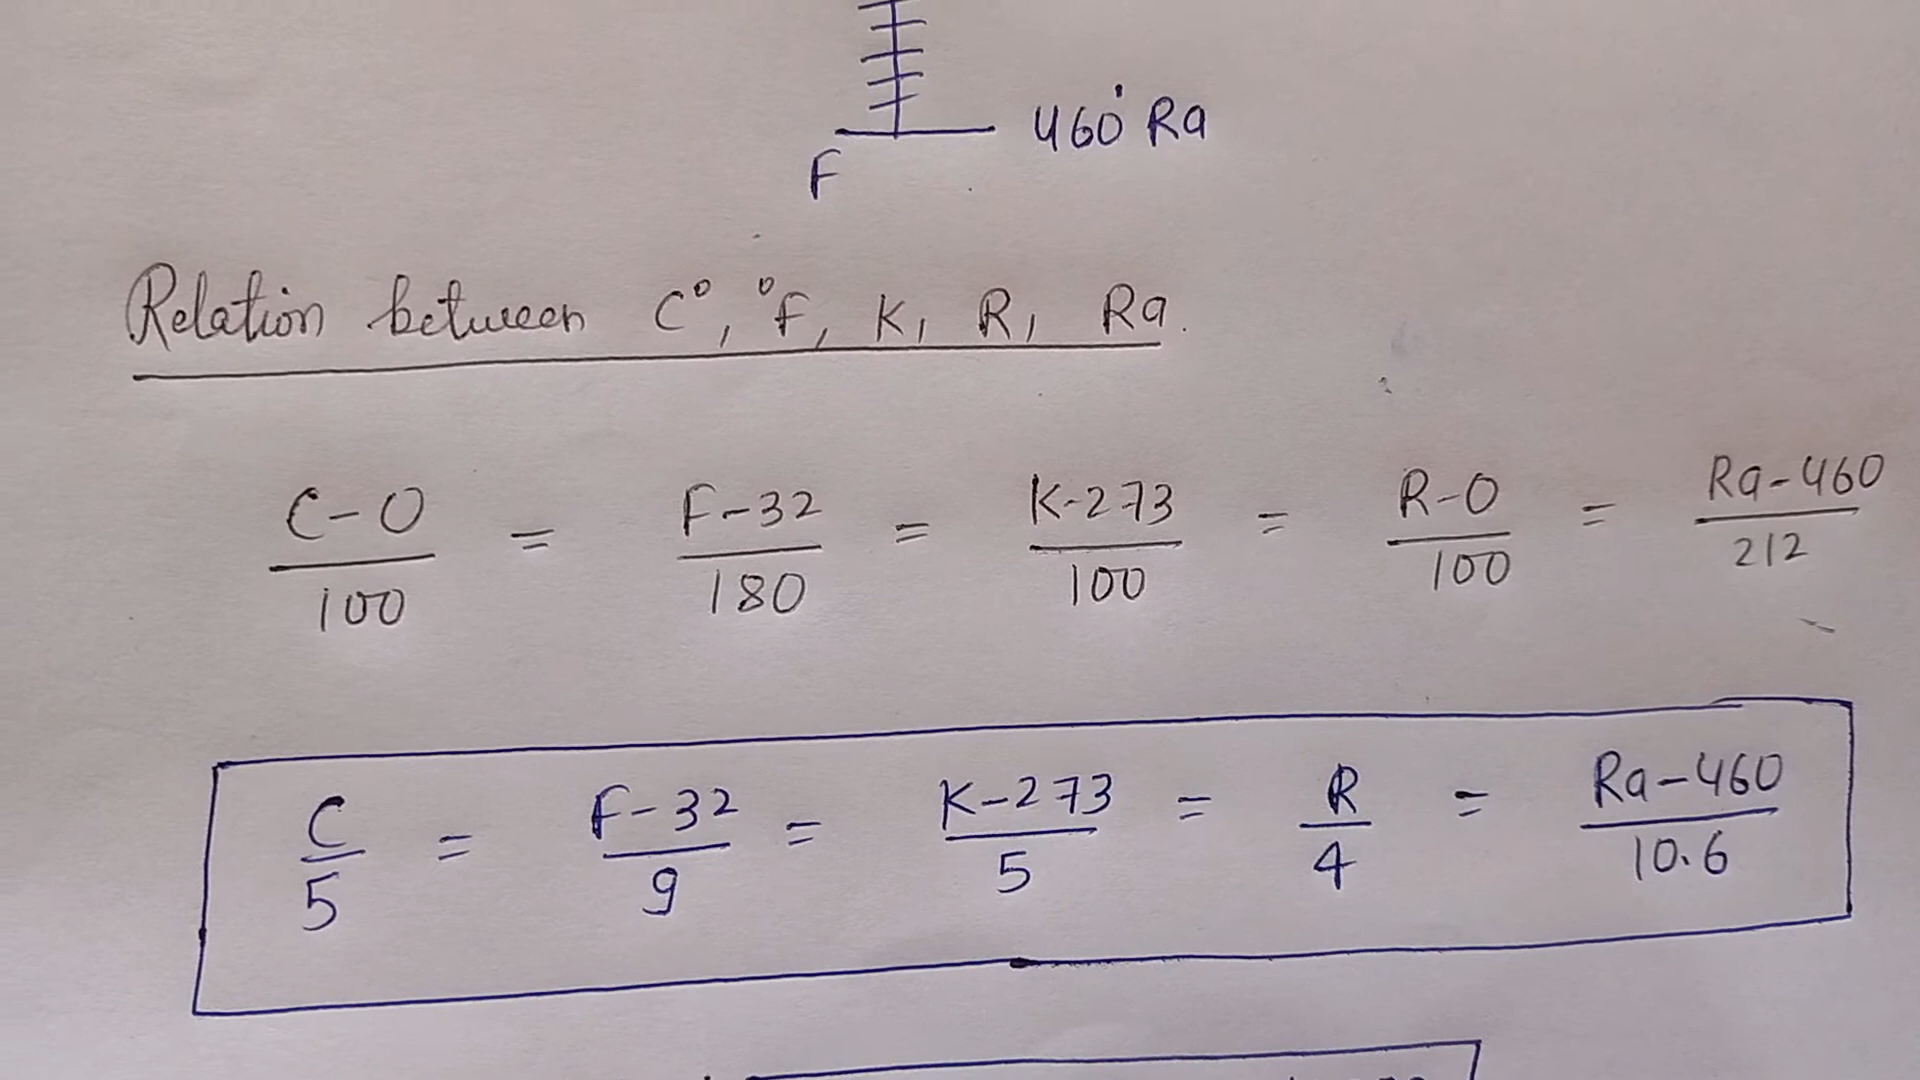 460° Ra
F
Relation between C°, °F, K, R, Ra.
C-0/100 = F-32/180 = K-273/100 = R-0/100 = Ra-460/212
C/5 = F-32/9 = K-273/5 = R/4 = Ra-460/10.6